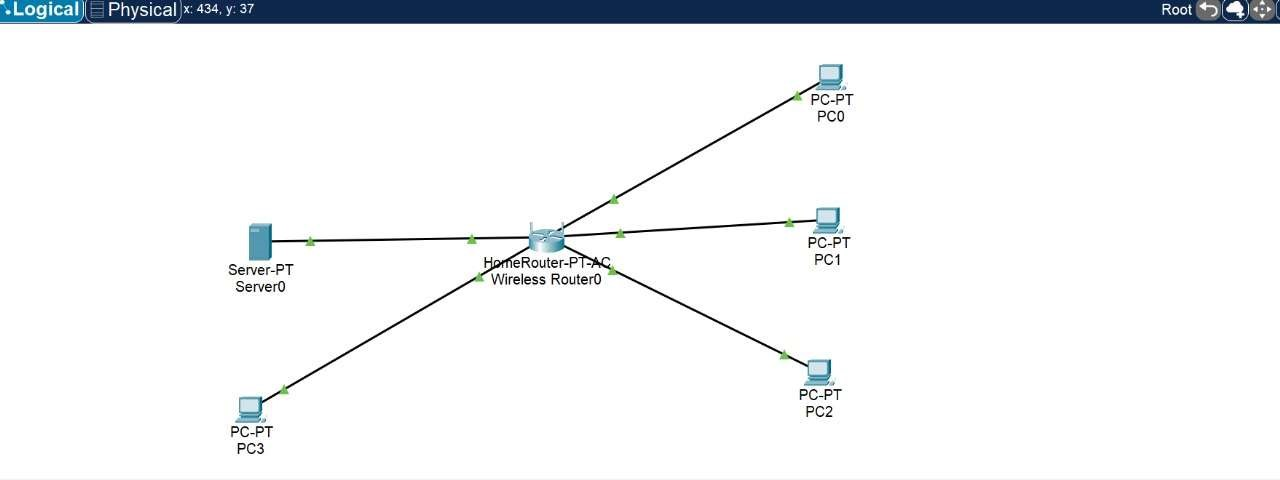 Logical Physical x: 434, y: 37 Root
PC-PT
PC0
PC-PT
PC1
Server-PT
Server0
HomeRouter-PT-AC
Wireless Router0
PC-PT
PC2
PC-PT
PC3